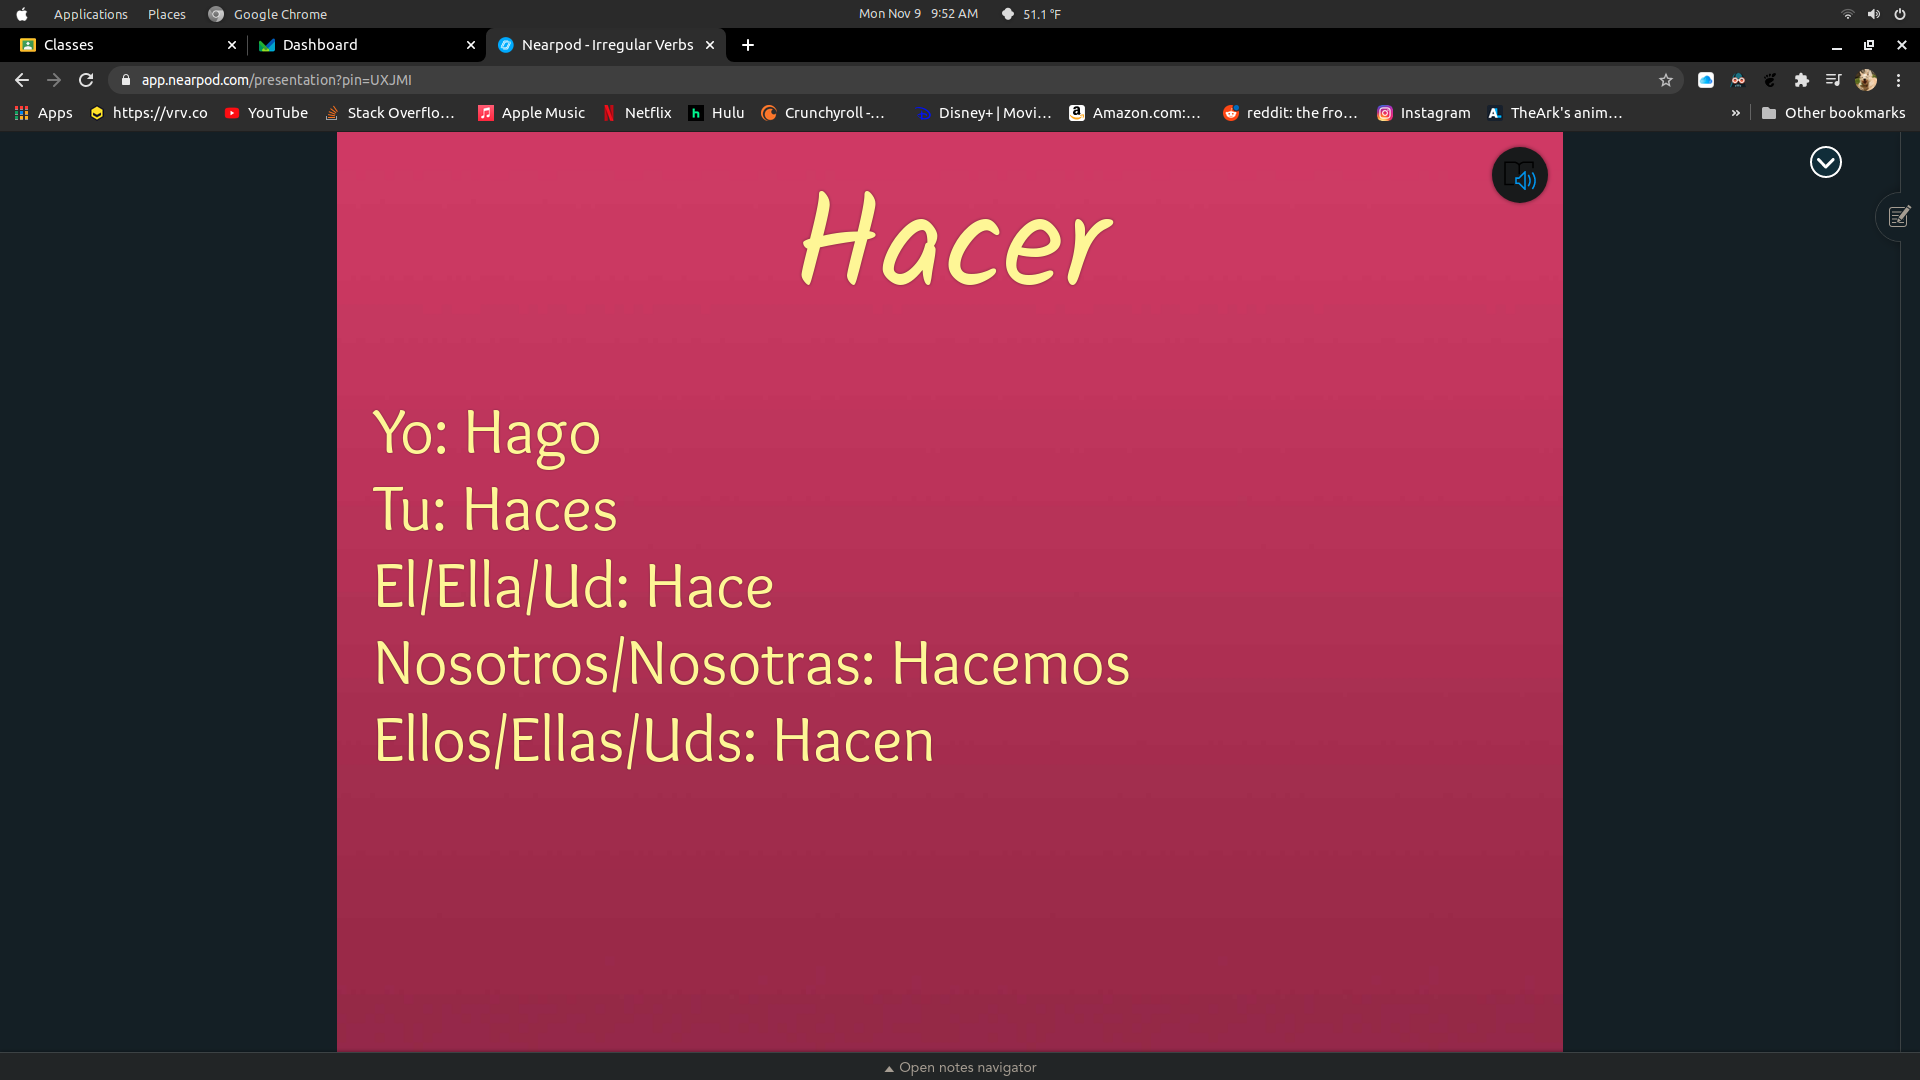 Applications Places Google Chrome Mon Nov 9 9:52 AM 51.1 °F
Classes Dashboard Nearpod - Irregular Verbs
app.nearpod.com/presentation?pin=UXJMI
Apps https://vrv.co YouTube Stack Overflo... Apple Music Netflix Hulu Crunchyroll -... Disney+ | Movi... Amazon.com:... reddit: the fro... Instagram TheArk's anim... » Other bookmarks
Hacer
Yo: Hago
Tu: Haces
El/Ella/Ud: Hace
Nosotros/Nosotras: Hacemos
Ellos/Ellas/Uds: Hacen
Open notes navigator